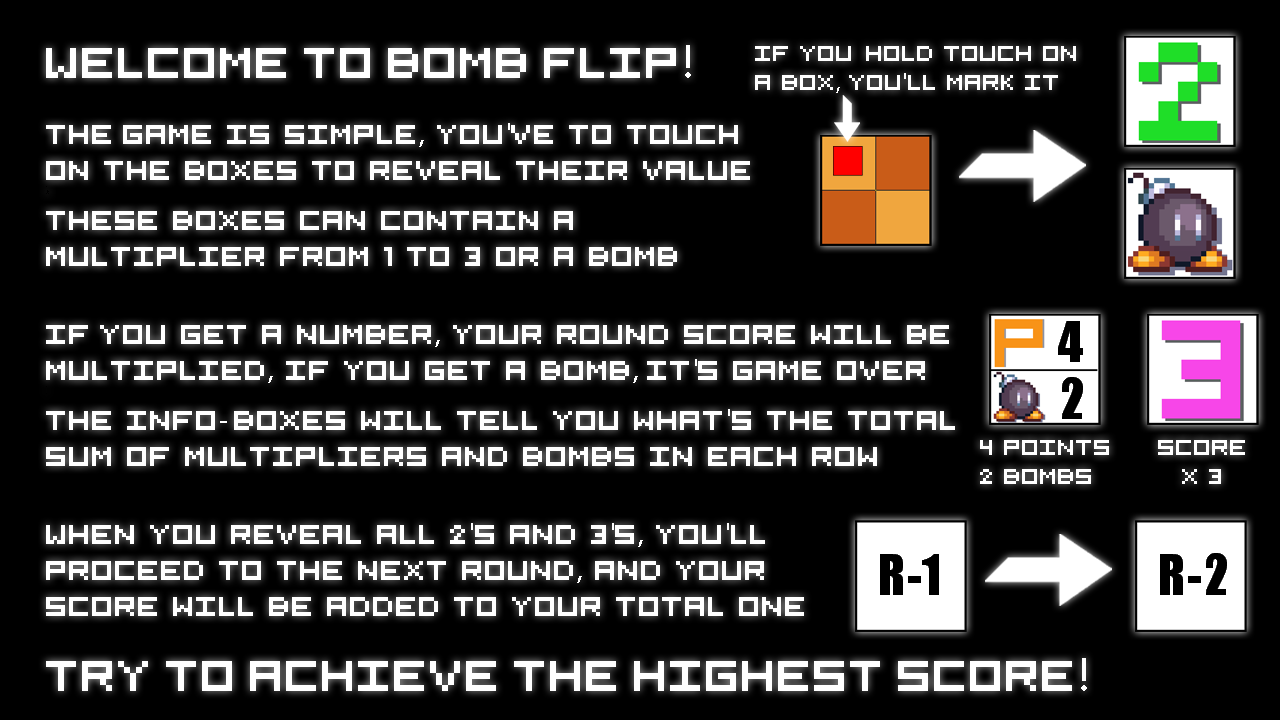 WELCOME TO BOMB FLIP!
IF YOU HOLD TOUCH ON
A BOX, YOU'LL MARK IT
2
THE GAME IS SIMPLE, YOU'VE TO TOUCH
ON THE BOXES TO REVEAL THEIR VALUE
THESE BOXES CAN CONTAIN A
MULTIPLIER FROM 1 TO 3 OR A BOMB
IF YOU GET A NUMBER, YOUR ROUND SCORE WILL BE
MULTIPLIED, IF YOU GET A BOMB, IT'S GAME OVER
THE INFO-BOXES WILL TELL YOU WHAT'S THE TOTAL
SUM OF MULTIPLIERS AND BOMBS IN EACH ROW
P 4
2
4 POINTS
2 BOMBS
3
SCORE
X 3
WHEN YOU REVEAL ALL 2'S AND 3'S, YOU'LL
PROCEED TO THE NEXT ROUND, AND YOUR
SCORE WILL BE ADDED TO YOUR TOTAL ONE
R-1
R-2
TRY TO ACHIEVE THE HIGHEST SCORE!